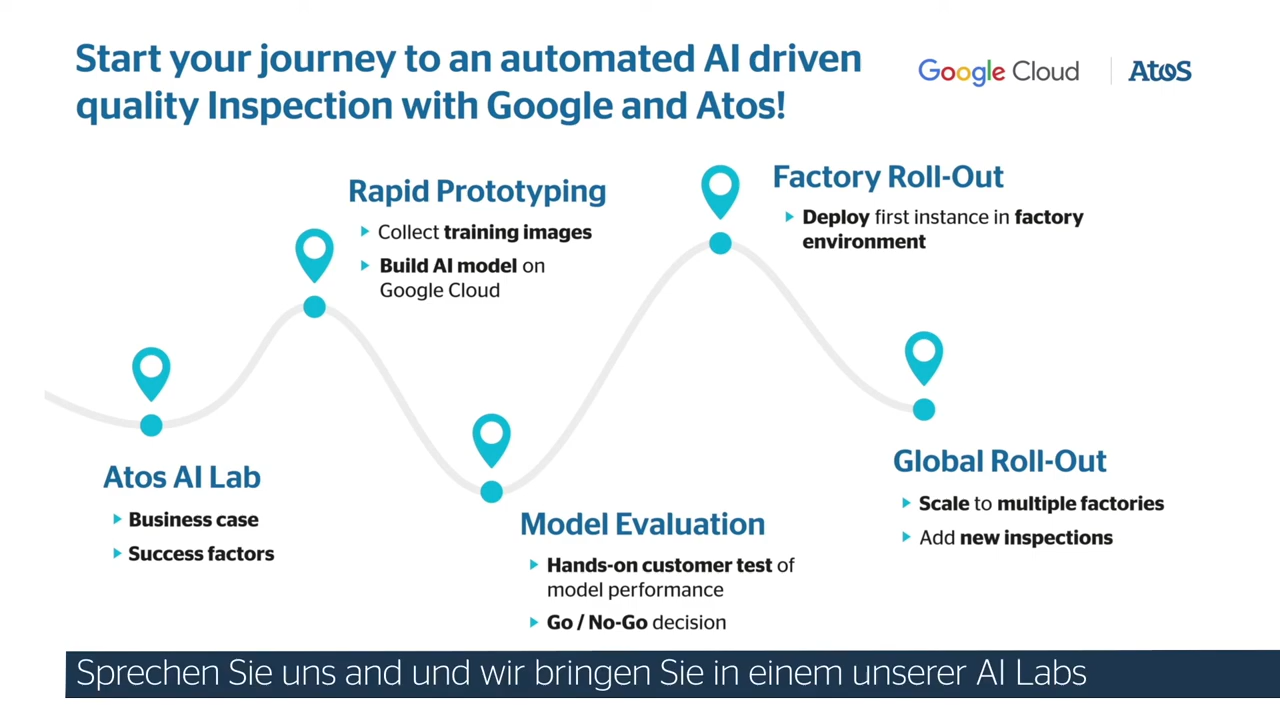 Start your journey to an automated AI driven
quality Inspection with Google and Atos!
Google Cloud
Atos
Rapid Prototyping
Collect training images
Build AI model on
Google Cloud
Factory Roll-Out
Deploy first instance in factory
environment
Atos AI Lab
Business case
Success factors
Model Evaluation
Hands-on customer test of
model performance
Go / No-Go decision
Global Roll-Out
Scale to multiple factories
Add new inspections
Sprechen Sie uns and und wir bringen Sie in einem unserer AI Labs